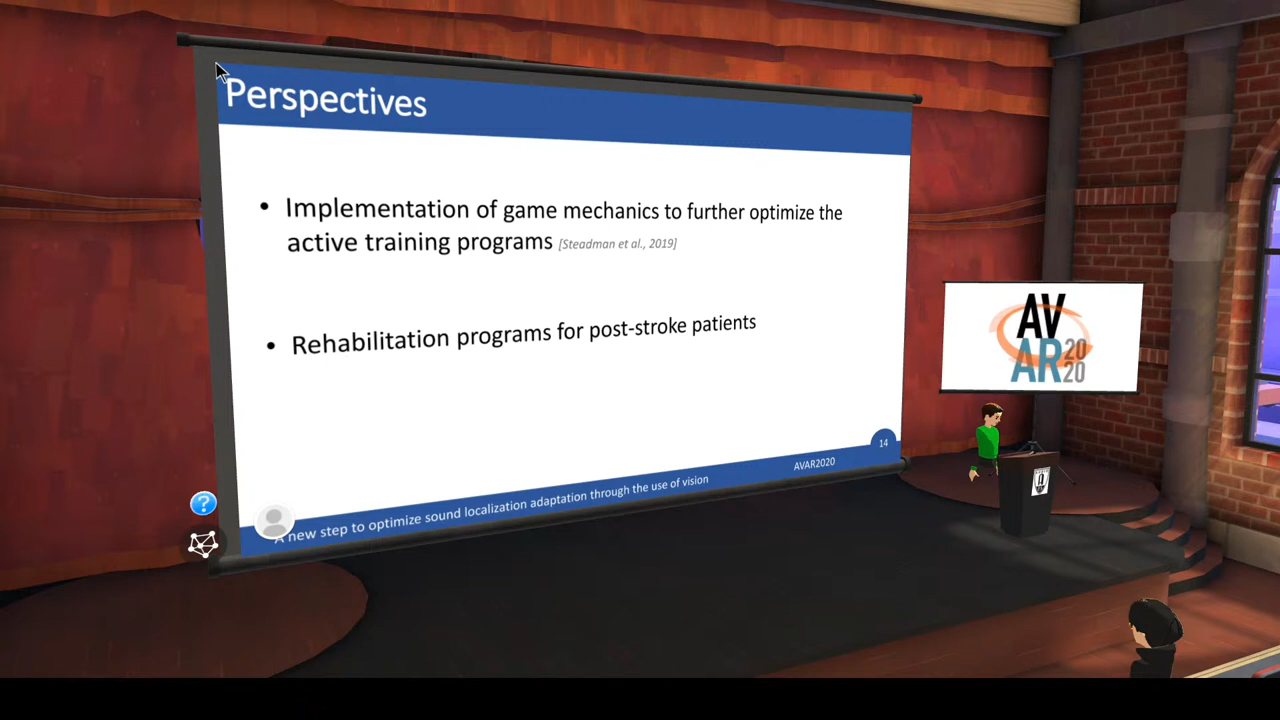 Perspectives
• Implementation of game mechanics to further optimize the
active training programs [Steadman et al., 2019]
• Rehabilitation programs for post-stroke patients
14
A new step to optimize sound localization adaptation through the use of vision AVAR2020
AV
AR 20
20
?